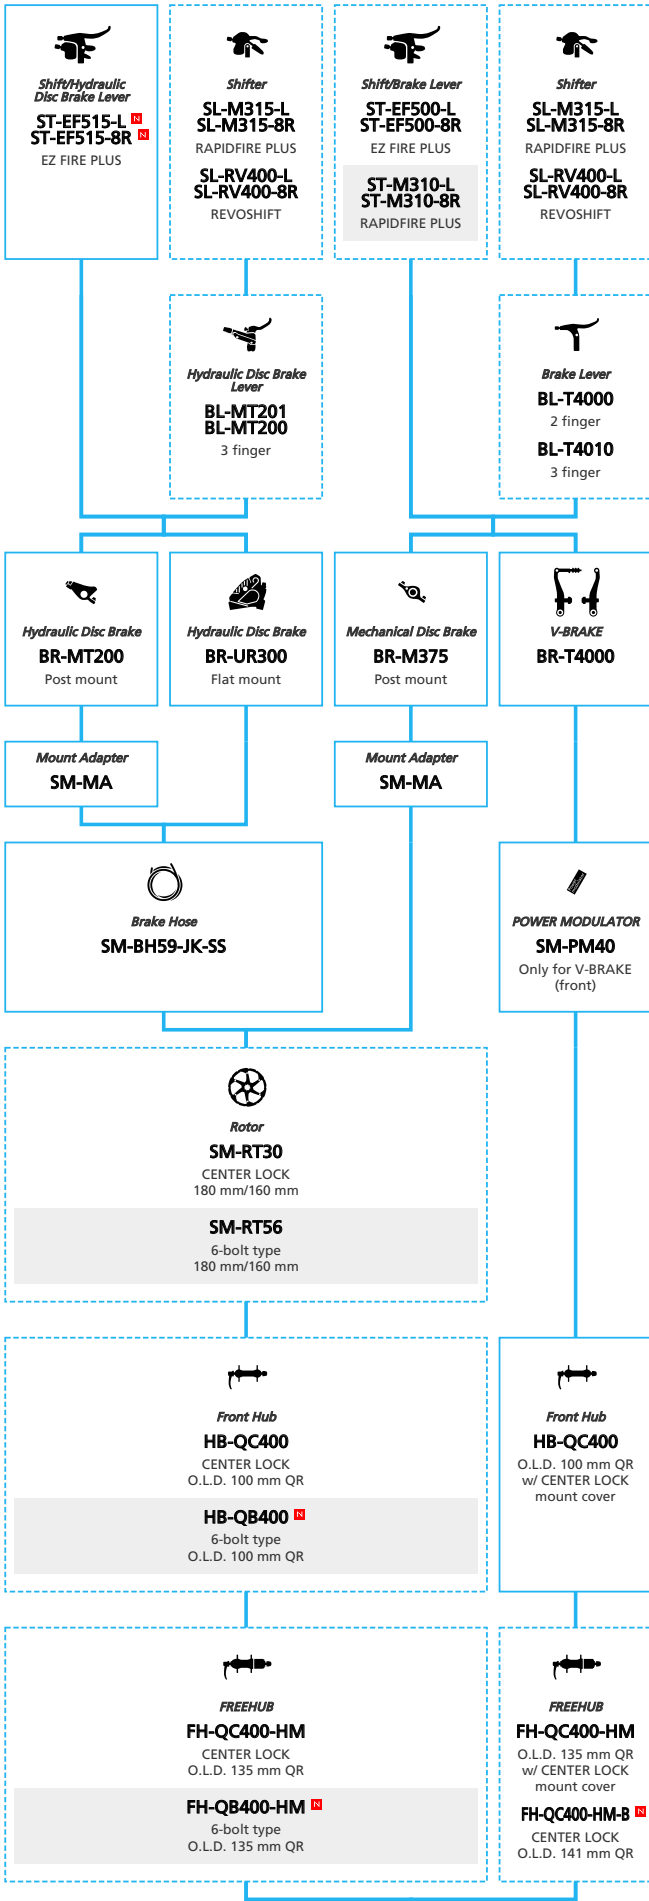 Shift/Hydraulic
Disc Brake Lever
ST-EF515-L N
ST-EF515-8R N
EZ FIRE PLUS
Shifter
SL-M315-L
SL-M315-8R
RAPIDFIRE PLUS
SL-RV400-L
SL-RV400-8R
REVOSHIFT
Shift/Brake Lever
ST-EF500-L
ST-EF500-8R
EZ FIRE PLUS
ST-M310-L
ST-M310-8R
RAPIDFIRE PLUS
Shifter
SL-M315-L
SL-M315-8R
RAPIDFIRE PLUS
SL-RV400-L
SL-RV400-8R
REVOSHIFT
Hydraulic Disc Brake
Lever
BL-MT201
BL-MT200
3 finger
Brake Lever
BL-T4000
2 finger
BL-T4010
3 finger
Hydraulic Disc Brake
BR-MT200
Post mount
Hydraulic Disc Brake
BR-UR300
Flat mount
Mechanical Disc Brake
BR-M375
Post mount
V-BRAKE
BR-T4000
Mount Adapter
SM-MA
Mount Adapter
SM-MA
Brake Hose
SM-BH59-JK-SS
POWER MODULATOR
SM-PM40
Only for V-BRAKE
(front)
Rotor
SM-RT30
CENTER LOCK
180 mm/160 mm
SM-RT56
6-bolt type
180 mm/160 mm
Front Hub
HB-QC400
CENTER LOCK
O.L.D. 100 mm QR
HB-QB400 N
6-bolt type
O.L.D. 100 mm QR
Front Hub
HB-QC400
O.L.D. 100 mm QR
w/ CENTER LOCK
mount cover
FREEHUB
FH-QC400-HM
CENTER LOCK
O.L.D. 135 mm QR
FH-QB400-HM N
6-bolt type
O.L.D. 135 mm QR
FREEHUB
FH-QC400-HM
O.L.D. 135 mm QR
w/ CENTER LOCK
mount cover
FH-QC400-HM-B N
CENTER LOCK
O.L.D. 141 mm QR